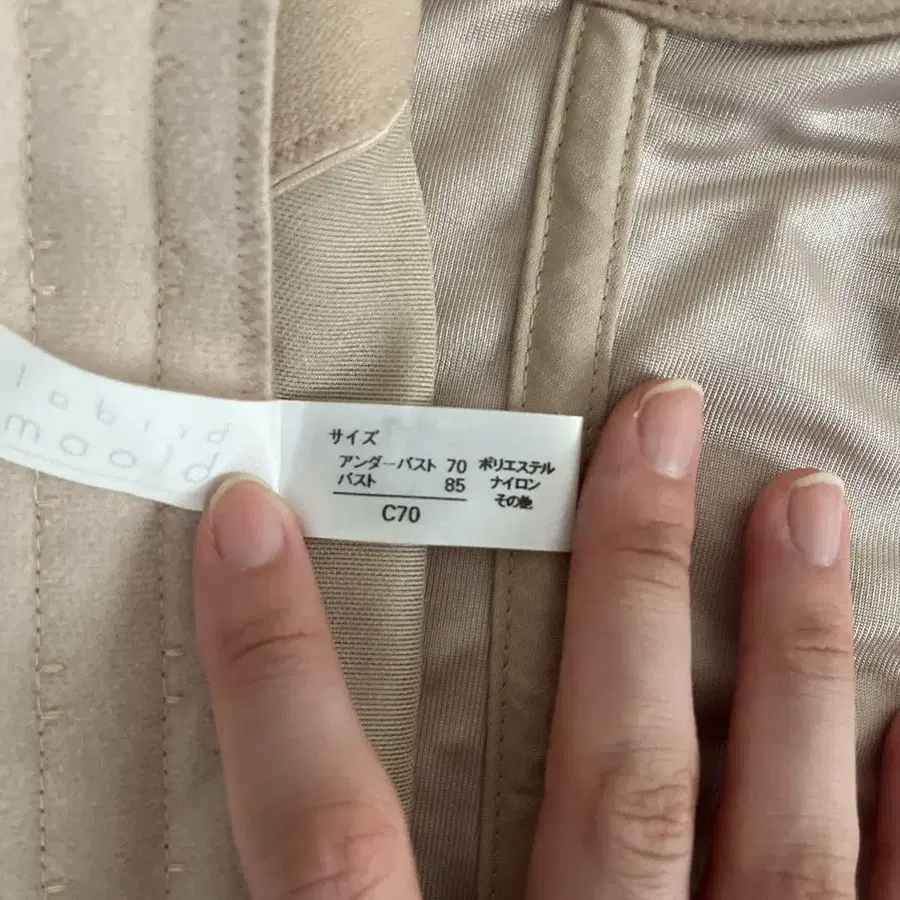 サイズ
アンダーバスト 70
バスト 85
C70
ポリエステル
ナイロン
その他